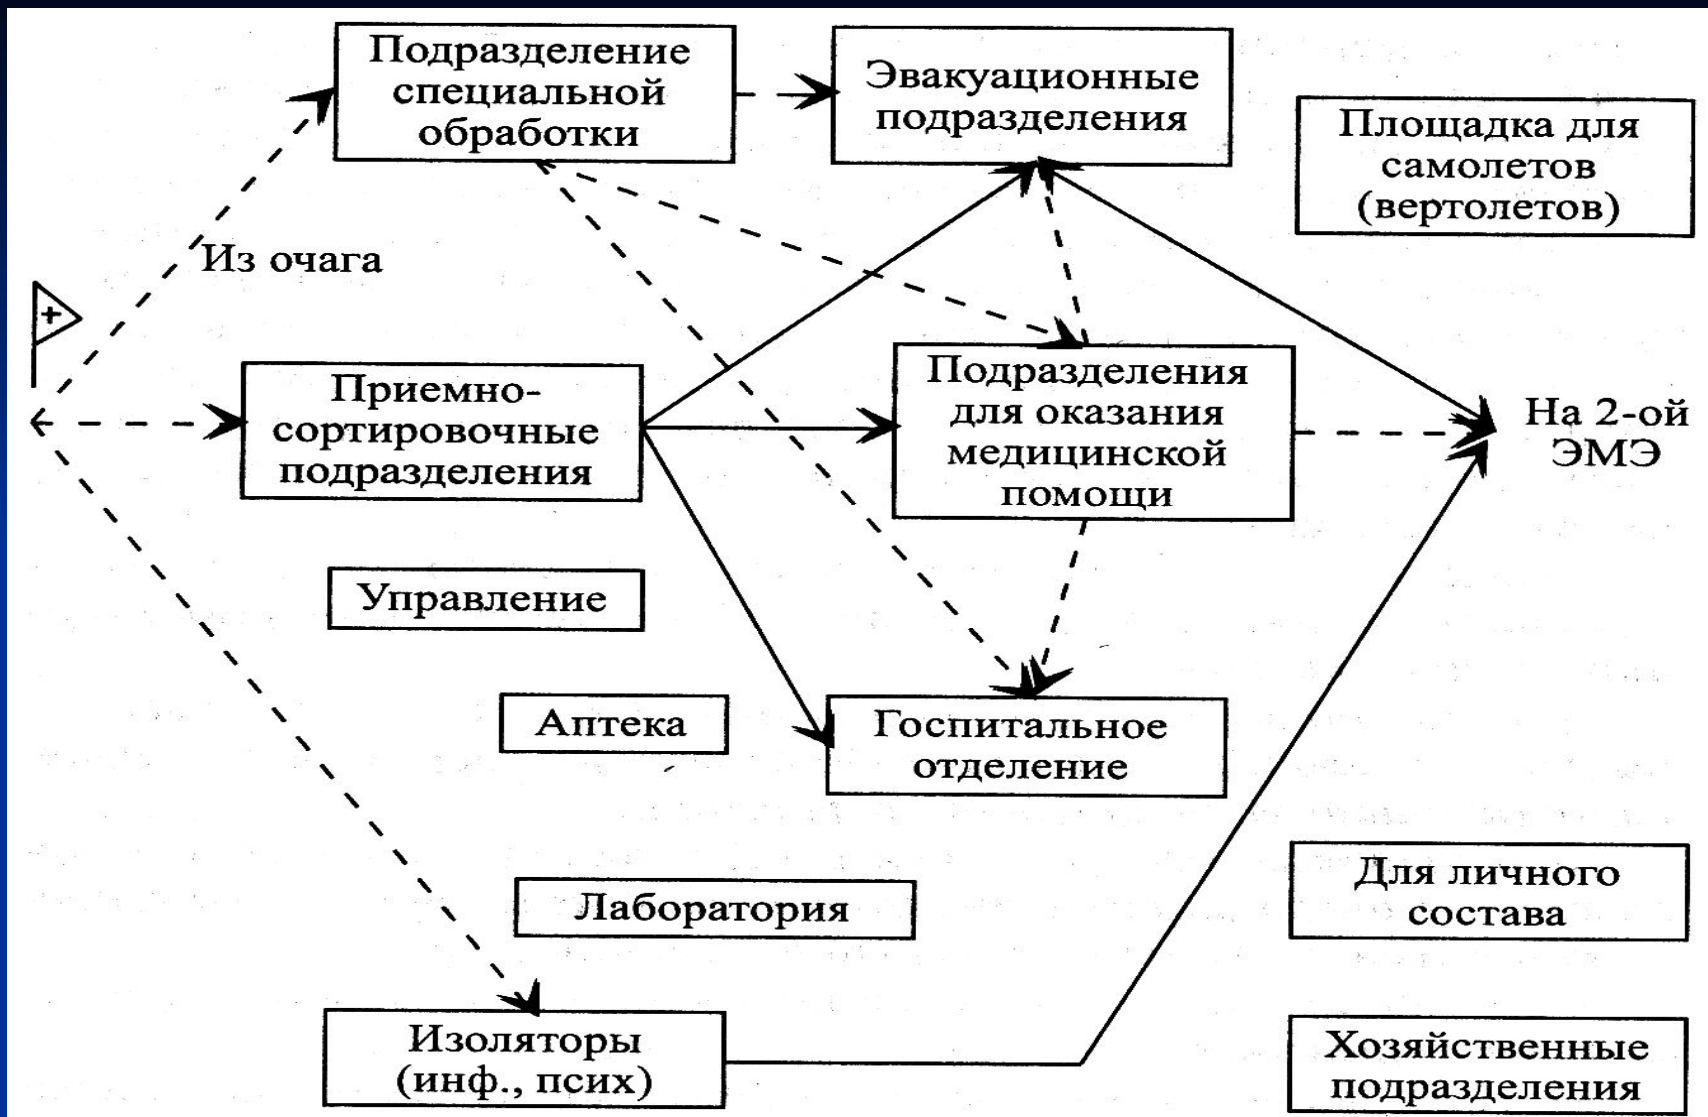 Подразделение
специальной
обработки
Эвакуационные
подразделения
Площадка для
самолетов
(вертолетов)
Из очага
+
Приемно-
сортировочные
подразделения
Подразделения
для оказания
медицинской
помощи
На 2-ой
ЭМЭ
Управление
Аптека
Госпитальное
отделение
Лаборатория
Для личного
состава
Изоляторы
(инф., псих)
Хозяйственные
подразделения